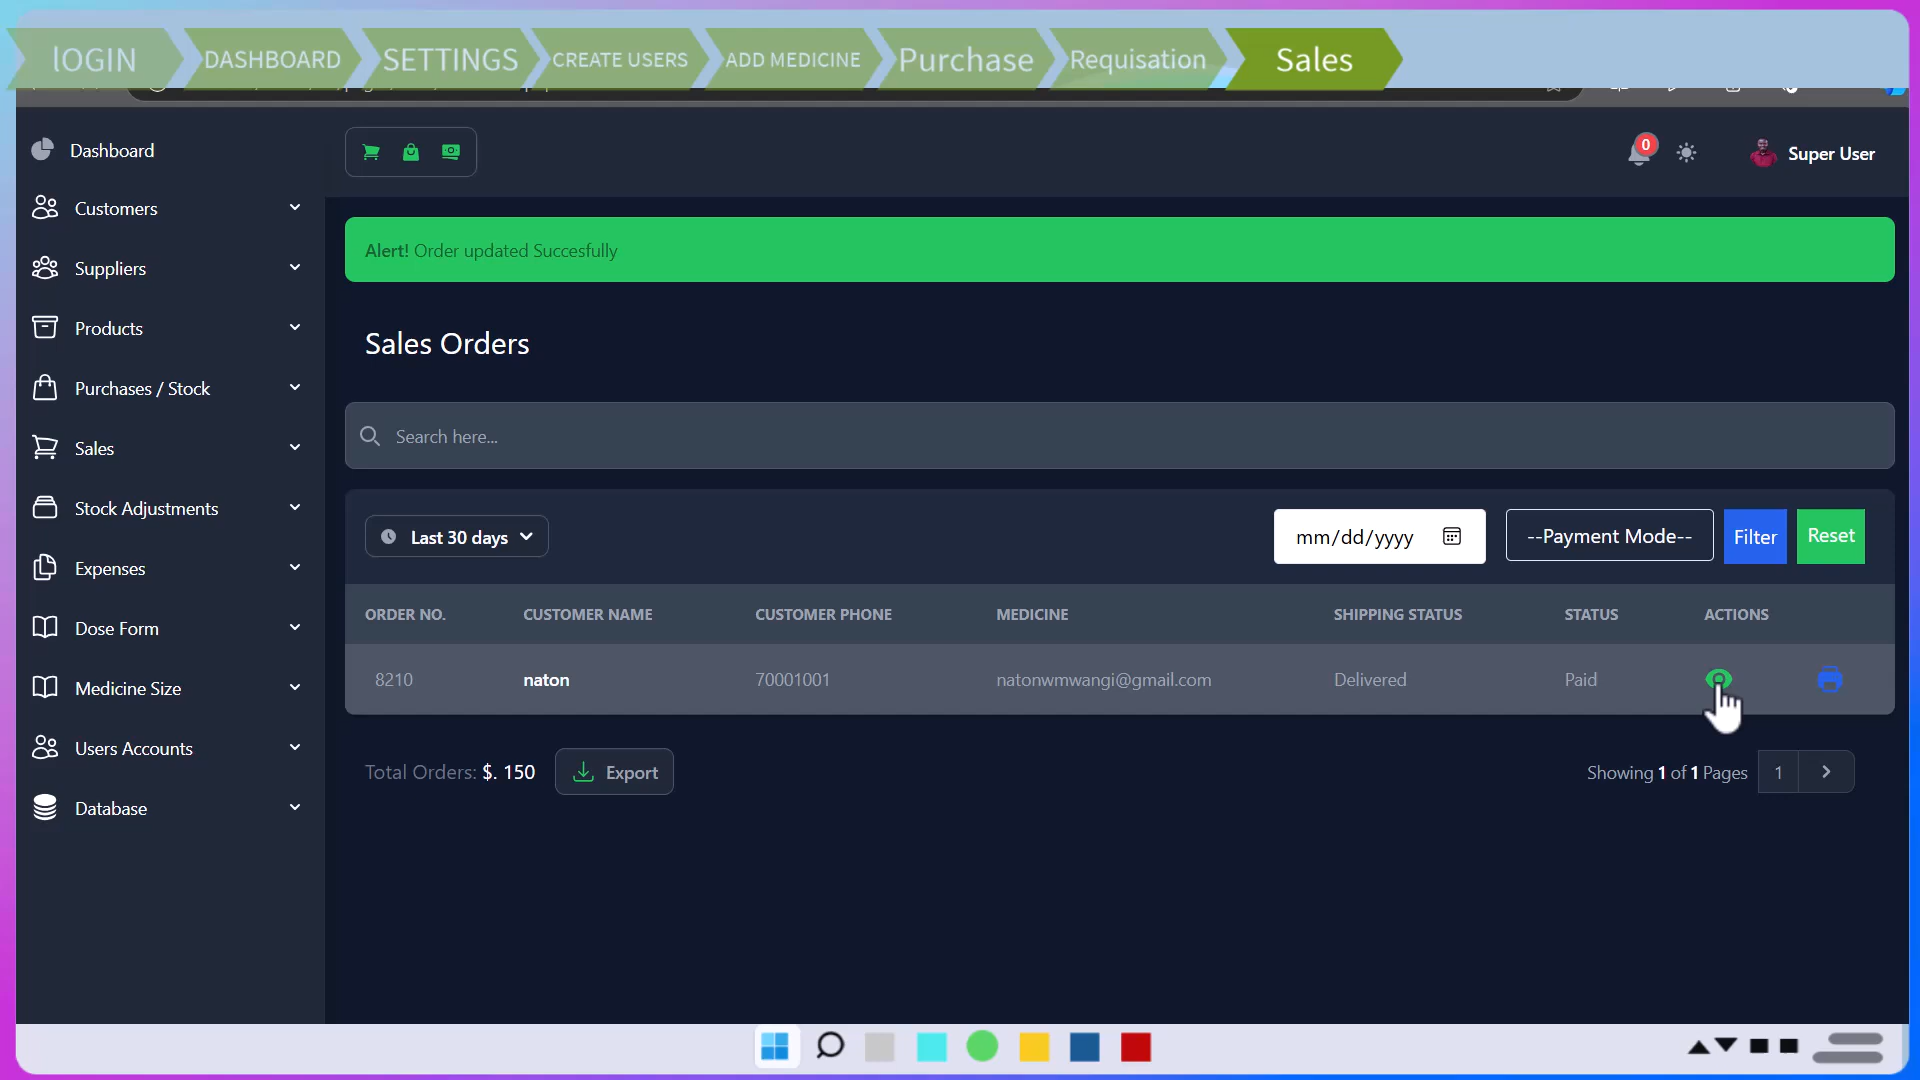 lOGIN DASHBOARD SETTINGS CREATE USERS ADD MEDICINE Purchase Requisation Sales
Dashboard
0
Super User
Customers
Alert! Order updated Succesfully
Suppliers
Products
Sales Orders
Purchases / Stock
Search here...
Sales
Stock Adjustments
Last 30 days
mm/dd/yyyy
--Payment Mode--
Filter
Reset
Expenses
ORDER NO. CUSTOMER NAME CUSTOMER PHONE MEDICINE SHIPPING STATUS STATUS ACTIONS
Dose Form
8210 naton 70001001 natonwmwangi@gmail.com Delivered Paid
Medicine Size
Users Accounts
Total Orders: $. 150
Export
Showing 1 of 1 Pages
1
Database